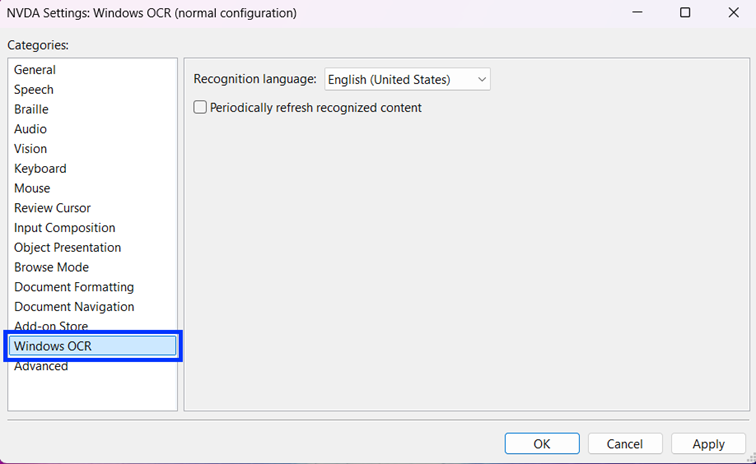 NVDA Settings: Windows OCR (normal configuration)
Categories:
General
Speech
Braille
Audio
Vision
Keyboard
Mouse
Review Cursor
Input Composition
Object Presentation
Browse Mode
Document Formatting
Document Navigation
Add-on Store
Windows OCR
Advanced
Recognition language: English (United States)
Periodically refresh recognized content
OK Cancel Apply